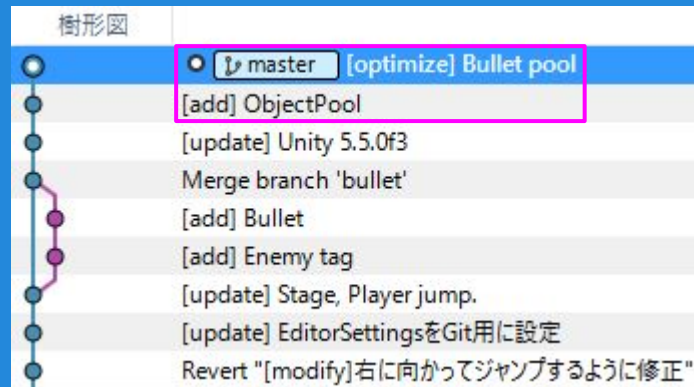 樹形図
master [optimize] Bullet pool
[add] ObjectPool
[update] Unity 5.5.0f3
Merge branch 'bullet'
[add] Bullet
[add] Enemy tag
[update] Stage, Player jump.
[update] EditorSettingsをGit用に設定
Revert "[modify]右に向かってジャンプするように修正"